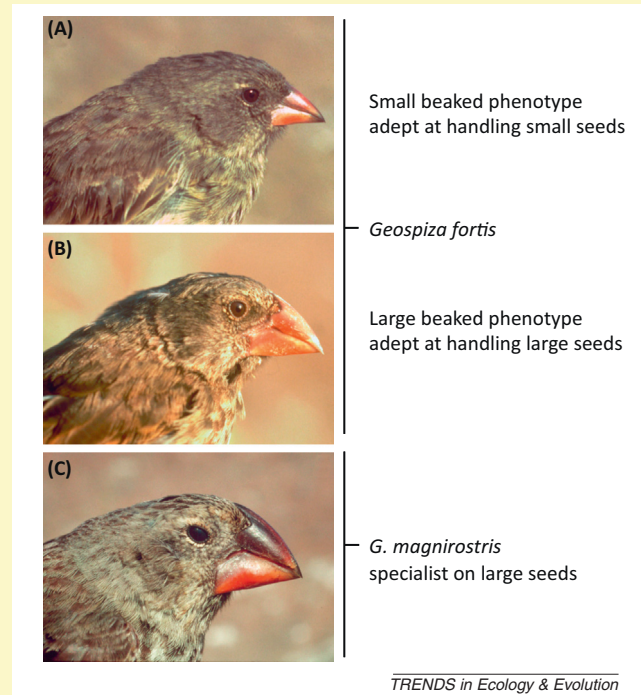 (A)
Small beaked phenotype
adept at handling small seeds
Geospiza fortis
(B)
Large beaked phenotype
adept at handling large seeds
(C)
G. magnirostris
specialist on large seeds
TRENDS in Ecology & Evolution